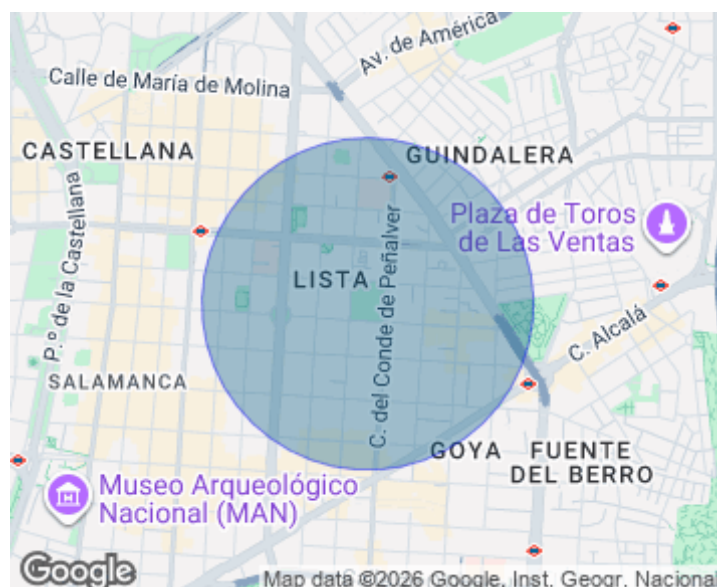 Av. de América
Calle de María de Molina
CASTELLANA
GUINDALERA
Plaza de Toros
de Las Ventas
P.º de la Castellana
LISTA
C. del Conde de Peñalver
C. Alcalá
SALAMANCA
GOYA
FUENTE
DEL BERRO
Museo Arqueológico
Nacional (MAN)
Google
Map data ©2026 Google, Inst. Geogr. Nacional